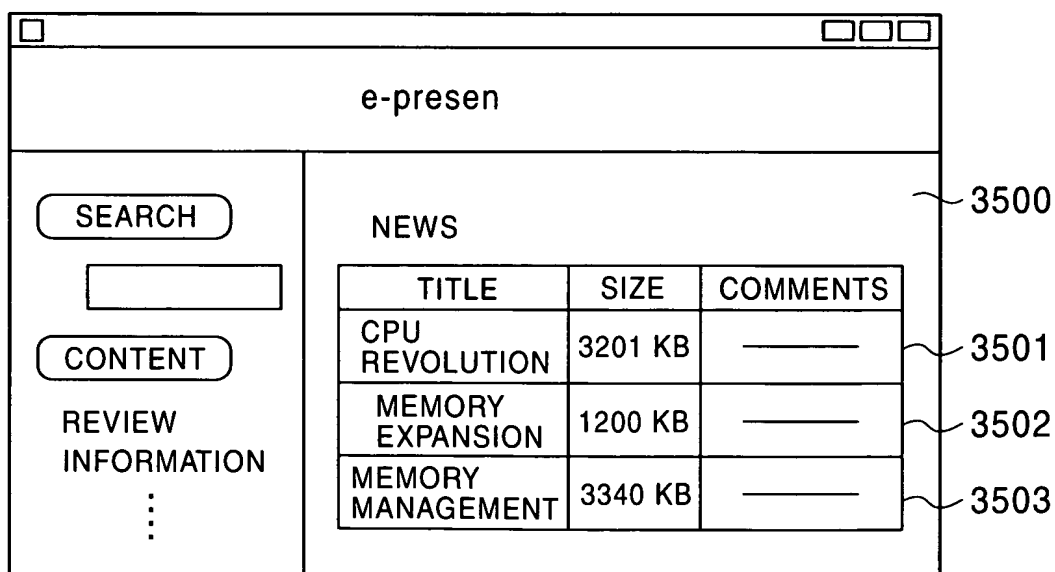 e-presen
SEARCH
CONTENT
REVIEW
INFORMATION
3500
NEWS
TITLE SIZE COMMENTS
CPU
REVOLUTION 3201 KB 3501
MEMORY
EXPANSION 1200 KB 3502
MEMORY
MANAGEMENT 3340 KB 3503